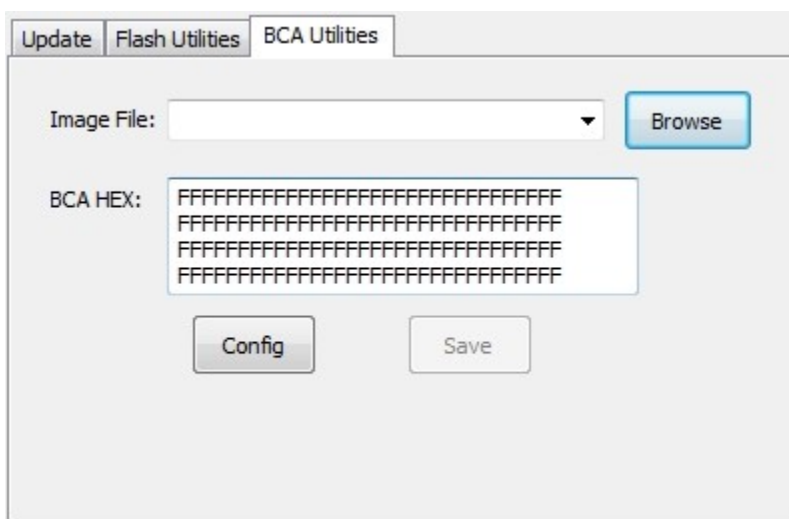 Update Flash Utilities BCA Utilities
Image File: Browse
BCA HEX: FFFFFFFFFFFFFFFFFFFFFFFFFFFFFFFF
FFFFFFFFFFFFFFFFFFFFFFFFFFFFFFFF
FFFFFFFFFFFFFFFFFFFFFFFFFFFFFFFF
FFFFFFFFFFFFFFFFFFFFFFFFFFFFFFFF
Config Save